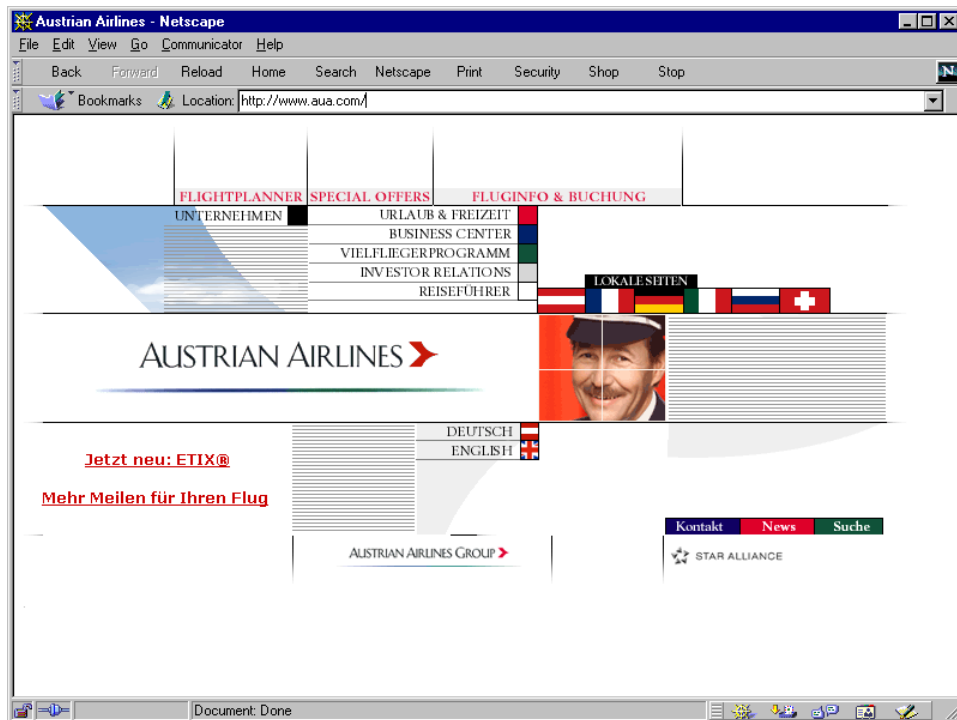 Austrian Airlines - Netscape
File Edit View Go Communicator Help
Back Forward Reload Home Search Netscape Print Security Shop Stop
N
Bookmarks Location: http://www.aua.com/
FLIGHTPLANNER SPECIAL OFFERS FLUGINFO & BUCHUNG
UNTERNEHMEN URLAUB & FREIZEIT
BUSINESS CENTER
VIELFLIEGERPROGRAMM
INVESTOR RELATIONS
LOKALE SEITEN
REISEFÜHRER
AUSTRIAN AIRLINES
DEUTSCH
ENGLISH
Jetzt neu: ETIX®
Mehr Meilen für Ihren Flug
Kontakt News Suche
AUSTRIAN AIRLINES GROUP STAR ALLIANCE
Document: Done